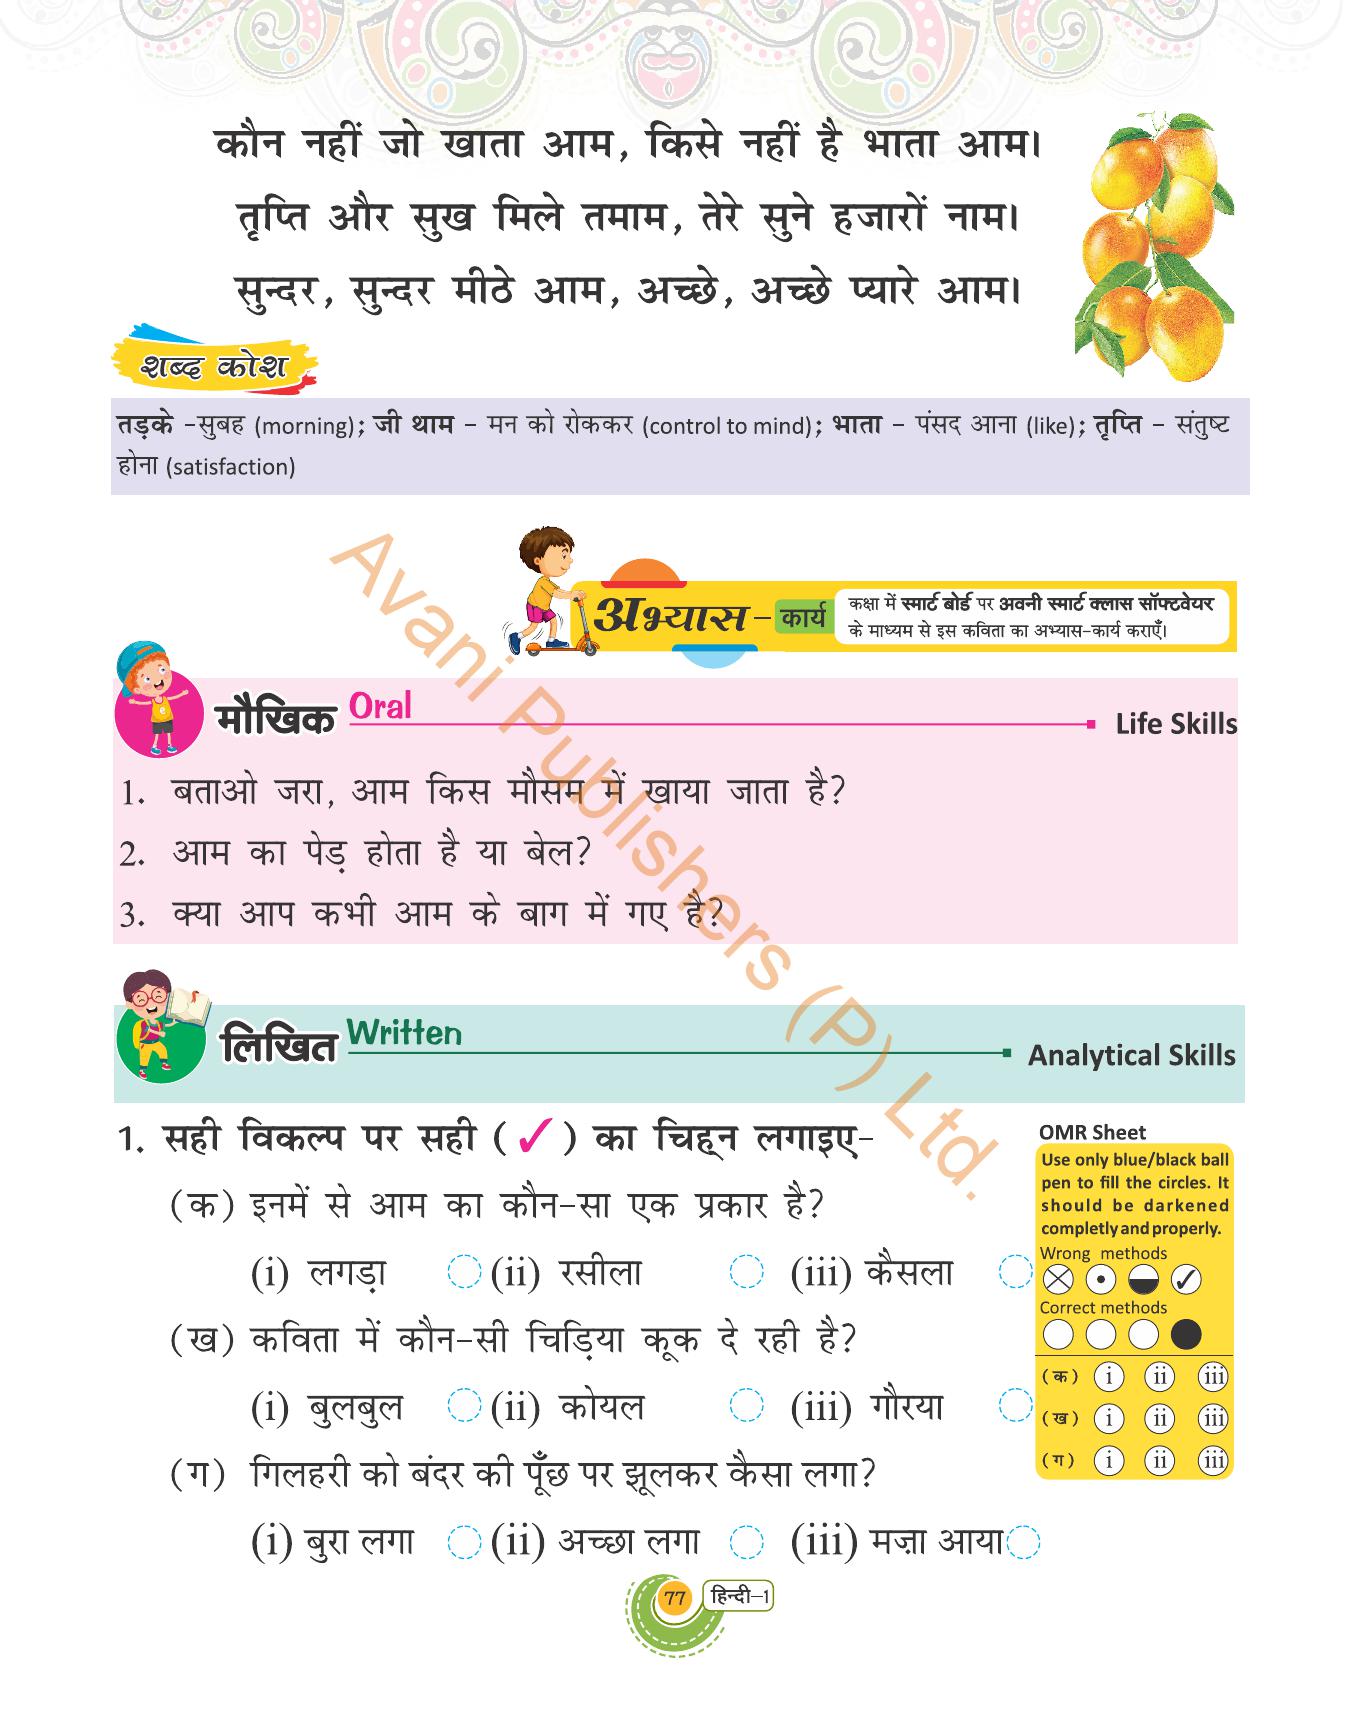 कौन नहीं जो खाता आम, किसे नहीं है भाता आम।
तृप्ति और सुख मिले तमाम, तेरे सुने हजारों नाम।
सुन्दर, सुन्दर मीठे आम, अच्छे, अच्छे प्यारे आम।
शब्द कोश
तड़के -सुबह (morning); जी थाम - मन को रोककर (control to mind); भाता - पंसद आना (like); तृप्ति - संतुष्ट
होना (satisfaction)
अभ्यास - कार्य
कक्षा में स्मार्ट बोर्ड पर अवनी स्मार्ट क्लास सॉफ्टवेयर
के माध्यम से इस कविता का अभ्यास-कार्य कराएँ।
मौखिक Oral Life Skills
1. बताओ जरा, आम किस मौसम में खाया जाता है?
2. आम का पेड़ होता है या बेल?
3. क्या आप कभी आम के बाग में गए है?
लिखित Written Analytical Skills
1. सही विकल्प पर सही (✓) का चिह्न लगाइए-
(क) इनमें से आम का कौन-सा एक प्रकार है?
(i) लगड़ा (ii) रसीला (iii) कैसला
(ख) कविता में कौन-सी चिड़िया कूक दे रही है?
(i) बुलबुल (ii) कोयल (iii) गौरया
(ग) गिलहरी को बंदर की पूँछ पर झूलकर कैसा लगा?
(i) बुरा लगा (ii) अच्छा लगा (iii) मज़ा आया
OMR Sheet
Use only blue/black ball
pen to fill the circles. It
should be darkened
completly and properly.
Wrong methods
Correct methods
(क) i ii iii
(ख) i ii iii
(ग) i ii iii
77 हिन्दी-1
Avani Publishers (P) Ltd.